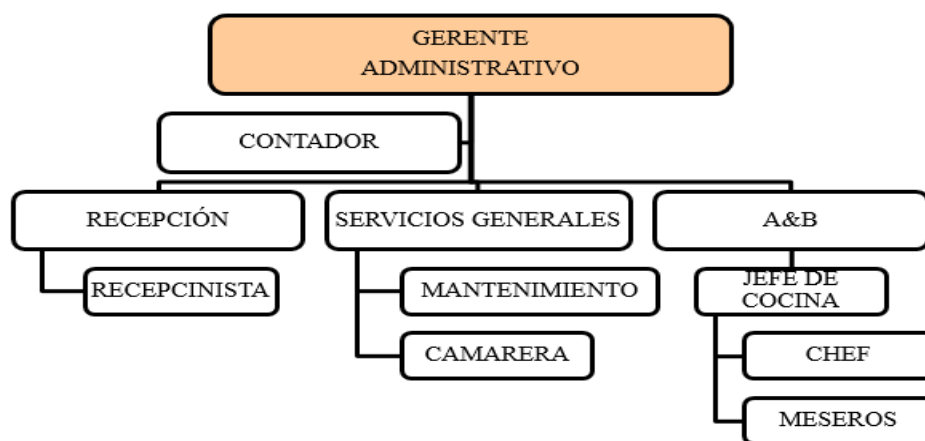 GERENTE
ADMINISTRATIVO
CONTADOR
RECEPCIÓN
SERVICIOS GENERALES
A&B
RECEPCINISTA
MANTENIMIENTO
JEFE DE
COCINA
CAMARERA
CHEF
MESEROS